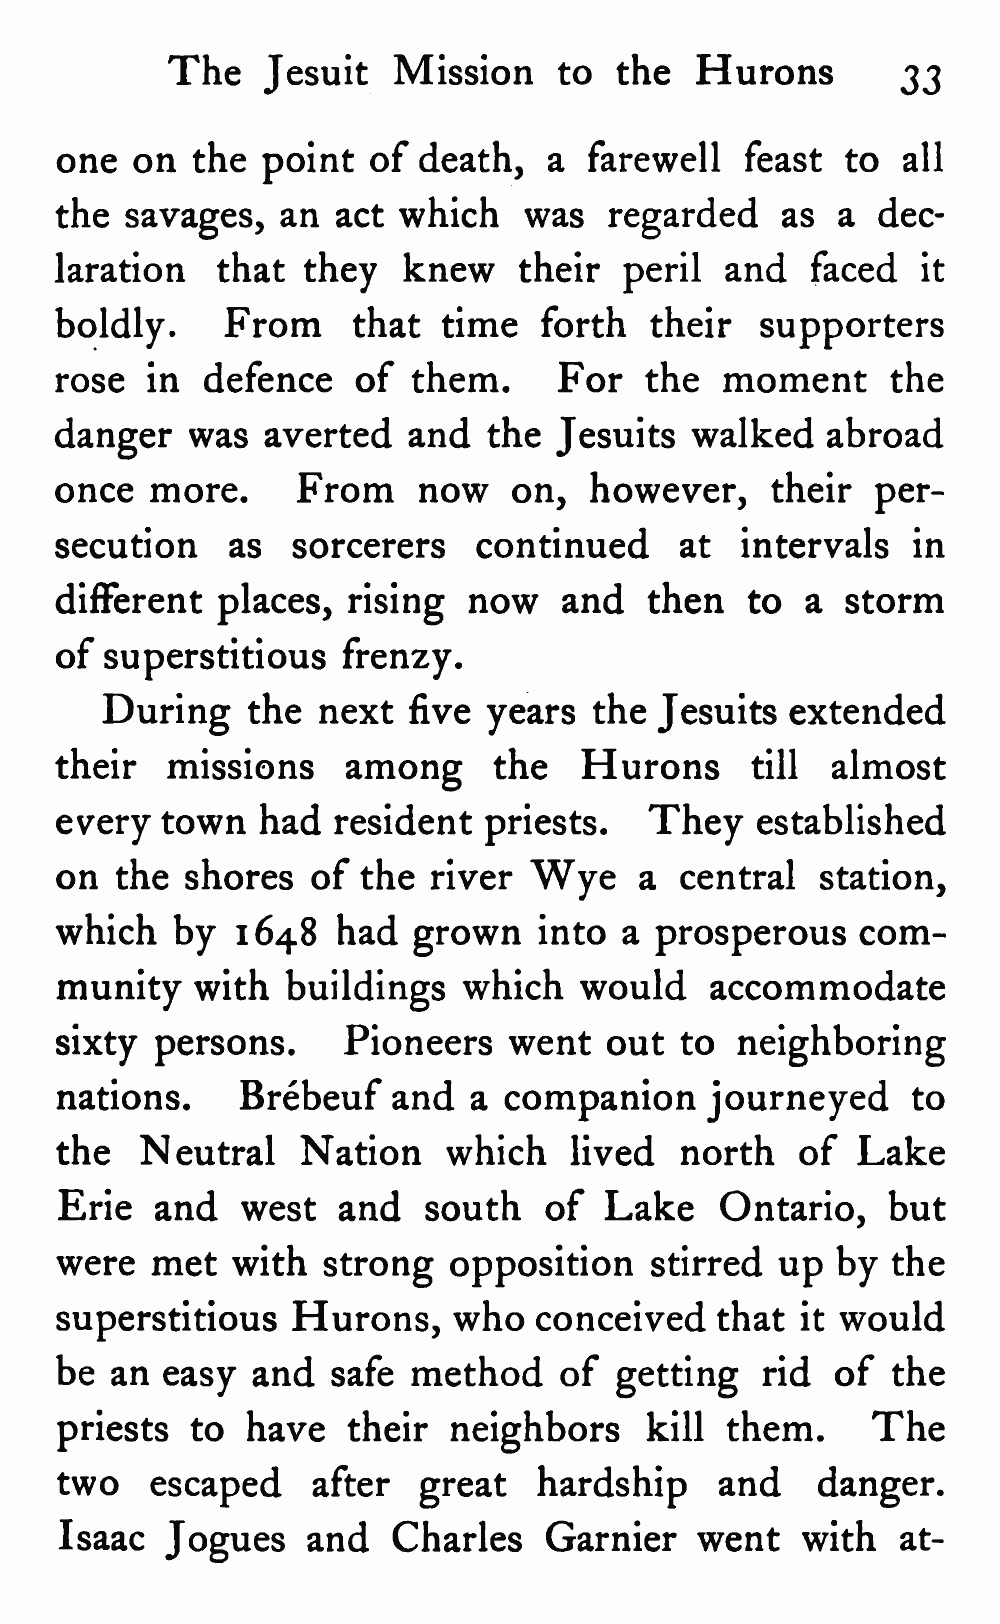 The Jesuit Mission to the Hurons 33
one on the point of death, a farewell feast to all
the savages, an act which was regarded as a dec-
laration that they knew their peril and faced it
boldly. From that time forth their supporters
rose in defence of them. For the moment the
danger was averted and the Jesuits walked abroad
once more. From now on, however, their per-
secution as sorcerers continued at intervals in
different places, rising now and then to a storm
of superstitious frenzy.
During the next five years the Jesuits extended
their missions among the Hurons till almost
every town had resident priests. They established
on the shores of the river Wye a central station,
which by 1648 had grown into a prosperous com-
munity with buildings which would accommodate
sixty persons. Pioneers went out to neighboring
nations. Brébeuf and a companion journeyed to
the Neutral Nation which lived north of Lake
Erie and west and south of Lake Ontario, but
were met with strong opposition stirred up by the
superstitious Hurons, who conceived that it would
be an easy and safe method of getting rid of the
priests to have their neighbors kill them. The
two escaped after great hardship and danger.
Isaac Jogues and Charles Garnier went with at-